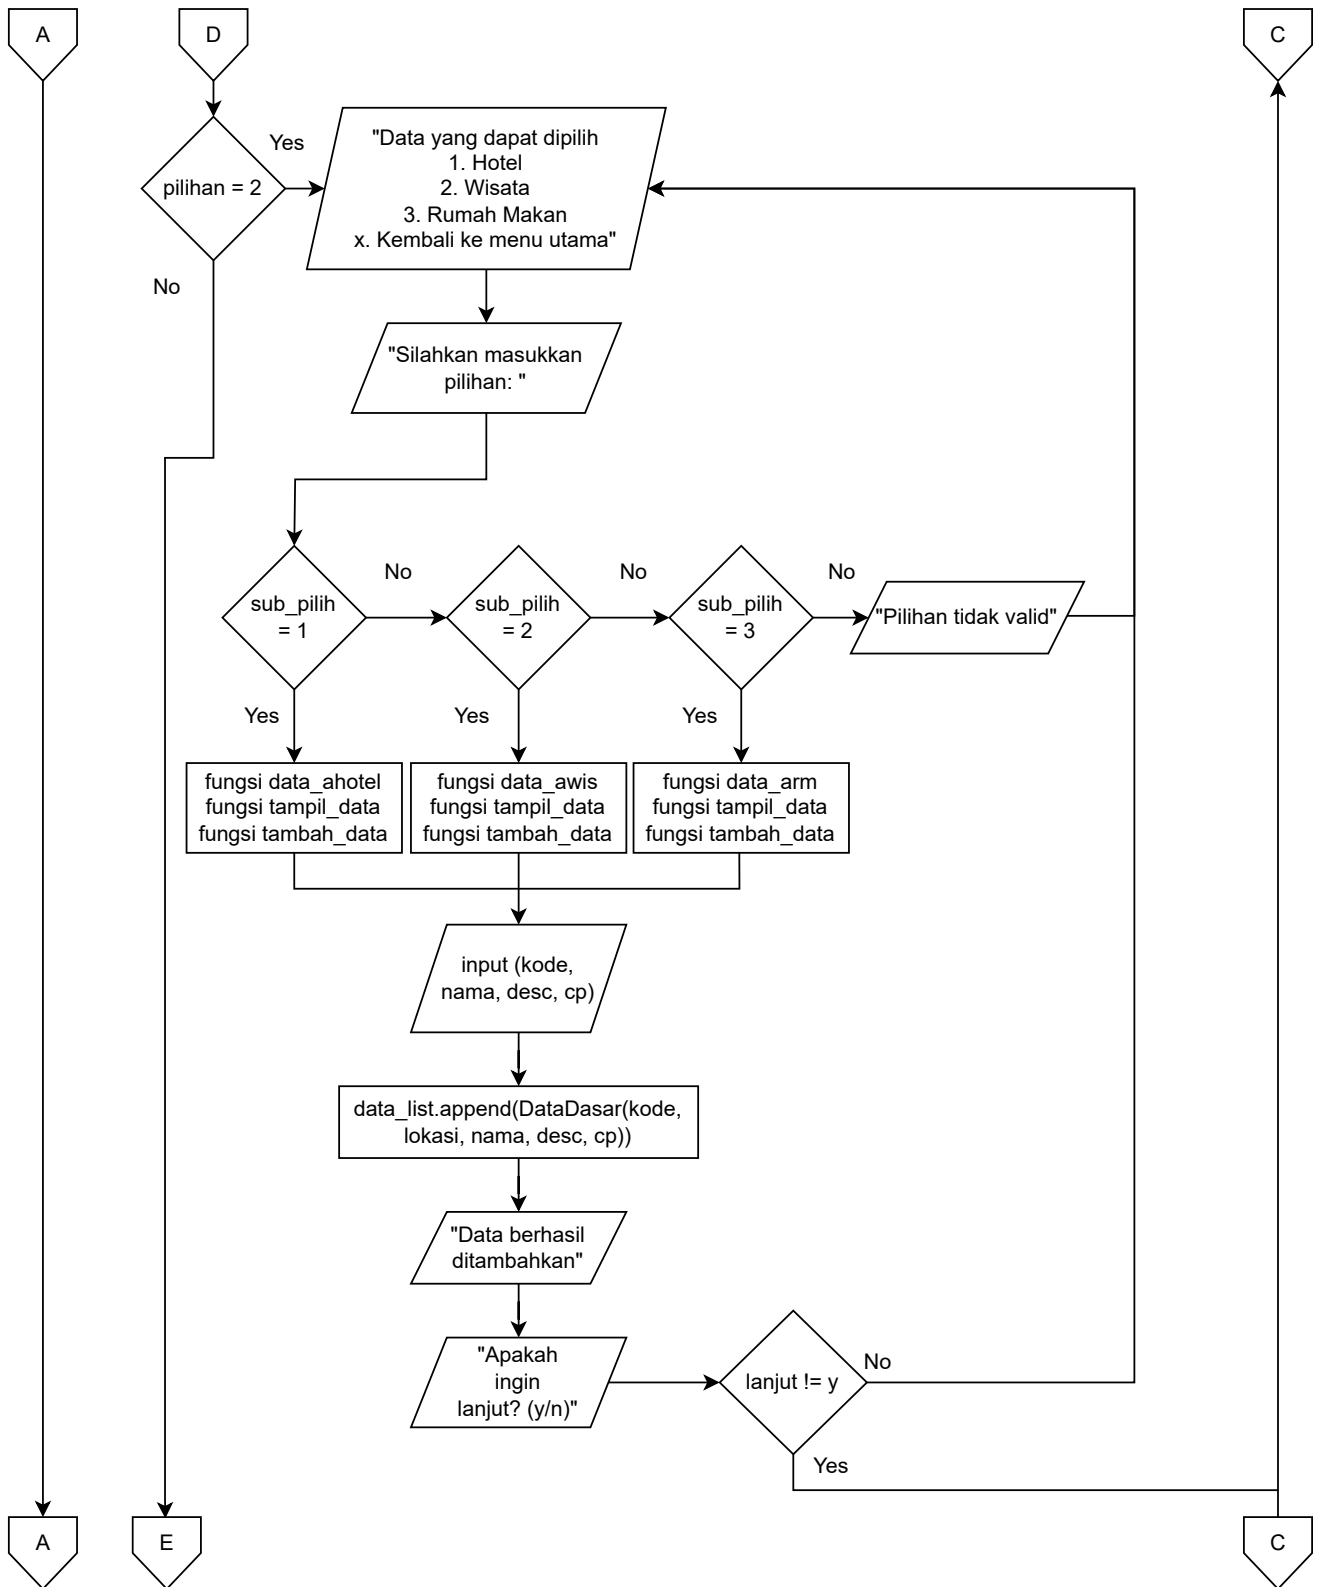 A
D
C
Yes
pilihan = 2
No
"Data yang dapat dipilih
1. Hotel
2. Wisata
3. Rumah Makan
x. Kembali ke menu utama"
"Silahkan masukkan
pilihan: "
sub_pilih
= 1
No
sub_pilih
= 2
No
sub_pilih
= 3
No
"Pilihan tidak valid"
Yes
Yes
Yes
fungsi data_ahotel
fungsi tampil_data
fungsi tambah_data
fungsi data_awis
fungsi tampil_data
fungsi tambah_data
fungsi data_arm
fungsi tampil_data
fungsi tambah_data
input (kode,
nama, desc, cp)
data_list.append(DataDasar(kode,
lokasi, nama, desc, cp))
"Data berhasil
ditambahkan"
"Apakah
ingin
lanjut? (y/n)"
lanjut != y
No
Yes
A
E
C